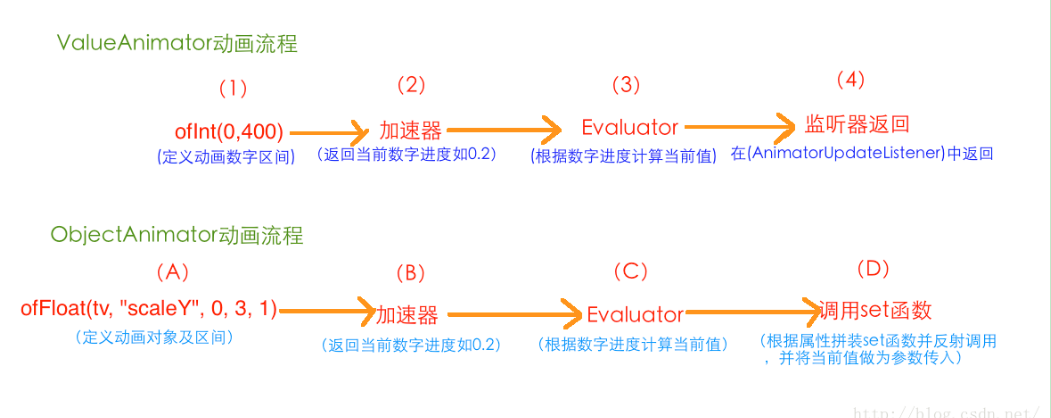 ValueAnimator动画流程
(1)
(2)
(3)
(4)
ofInt(0,400)
加速器
Evaluator
监听器返回
(定义动画数字区间)
(返回当前数字进度如0.2)
(根据数字进度计算当前值)
在(AnimatorUpdateListener)中返回
ObjectAnimator动画流程
(A)
(B)
(C)
(D)
ofFloat(tv, "scaleY", 0, 3, 1)
加速器
Evaluator
调用set函数
(定义动画对象及区间)
(返回当前数字进度如0.2)
(根据数字进度计算当前值)
(根据属性拼装set函数并反射调用
，并将当前值做为参数传入)
http://blog.csdn.net/